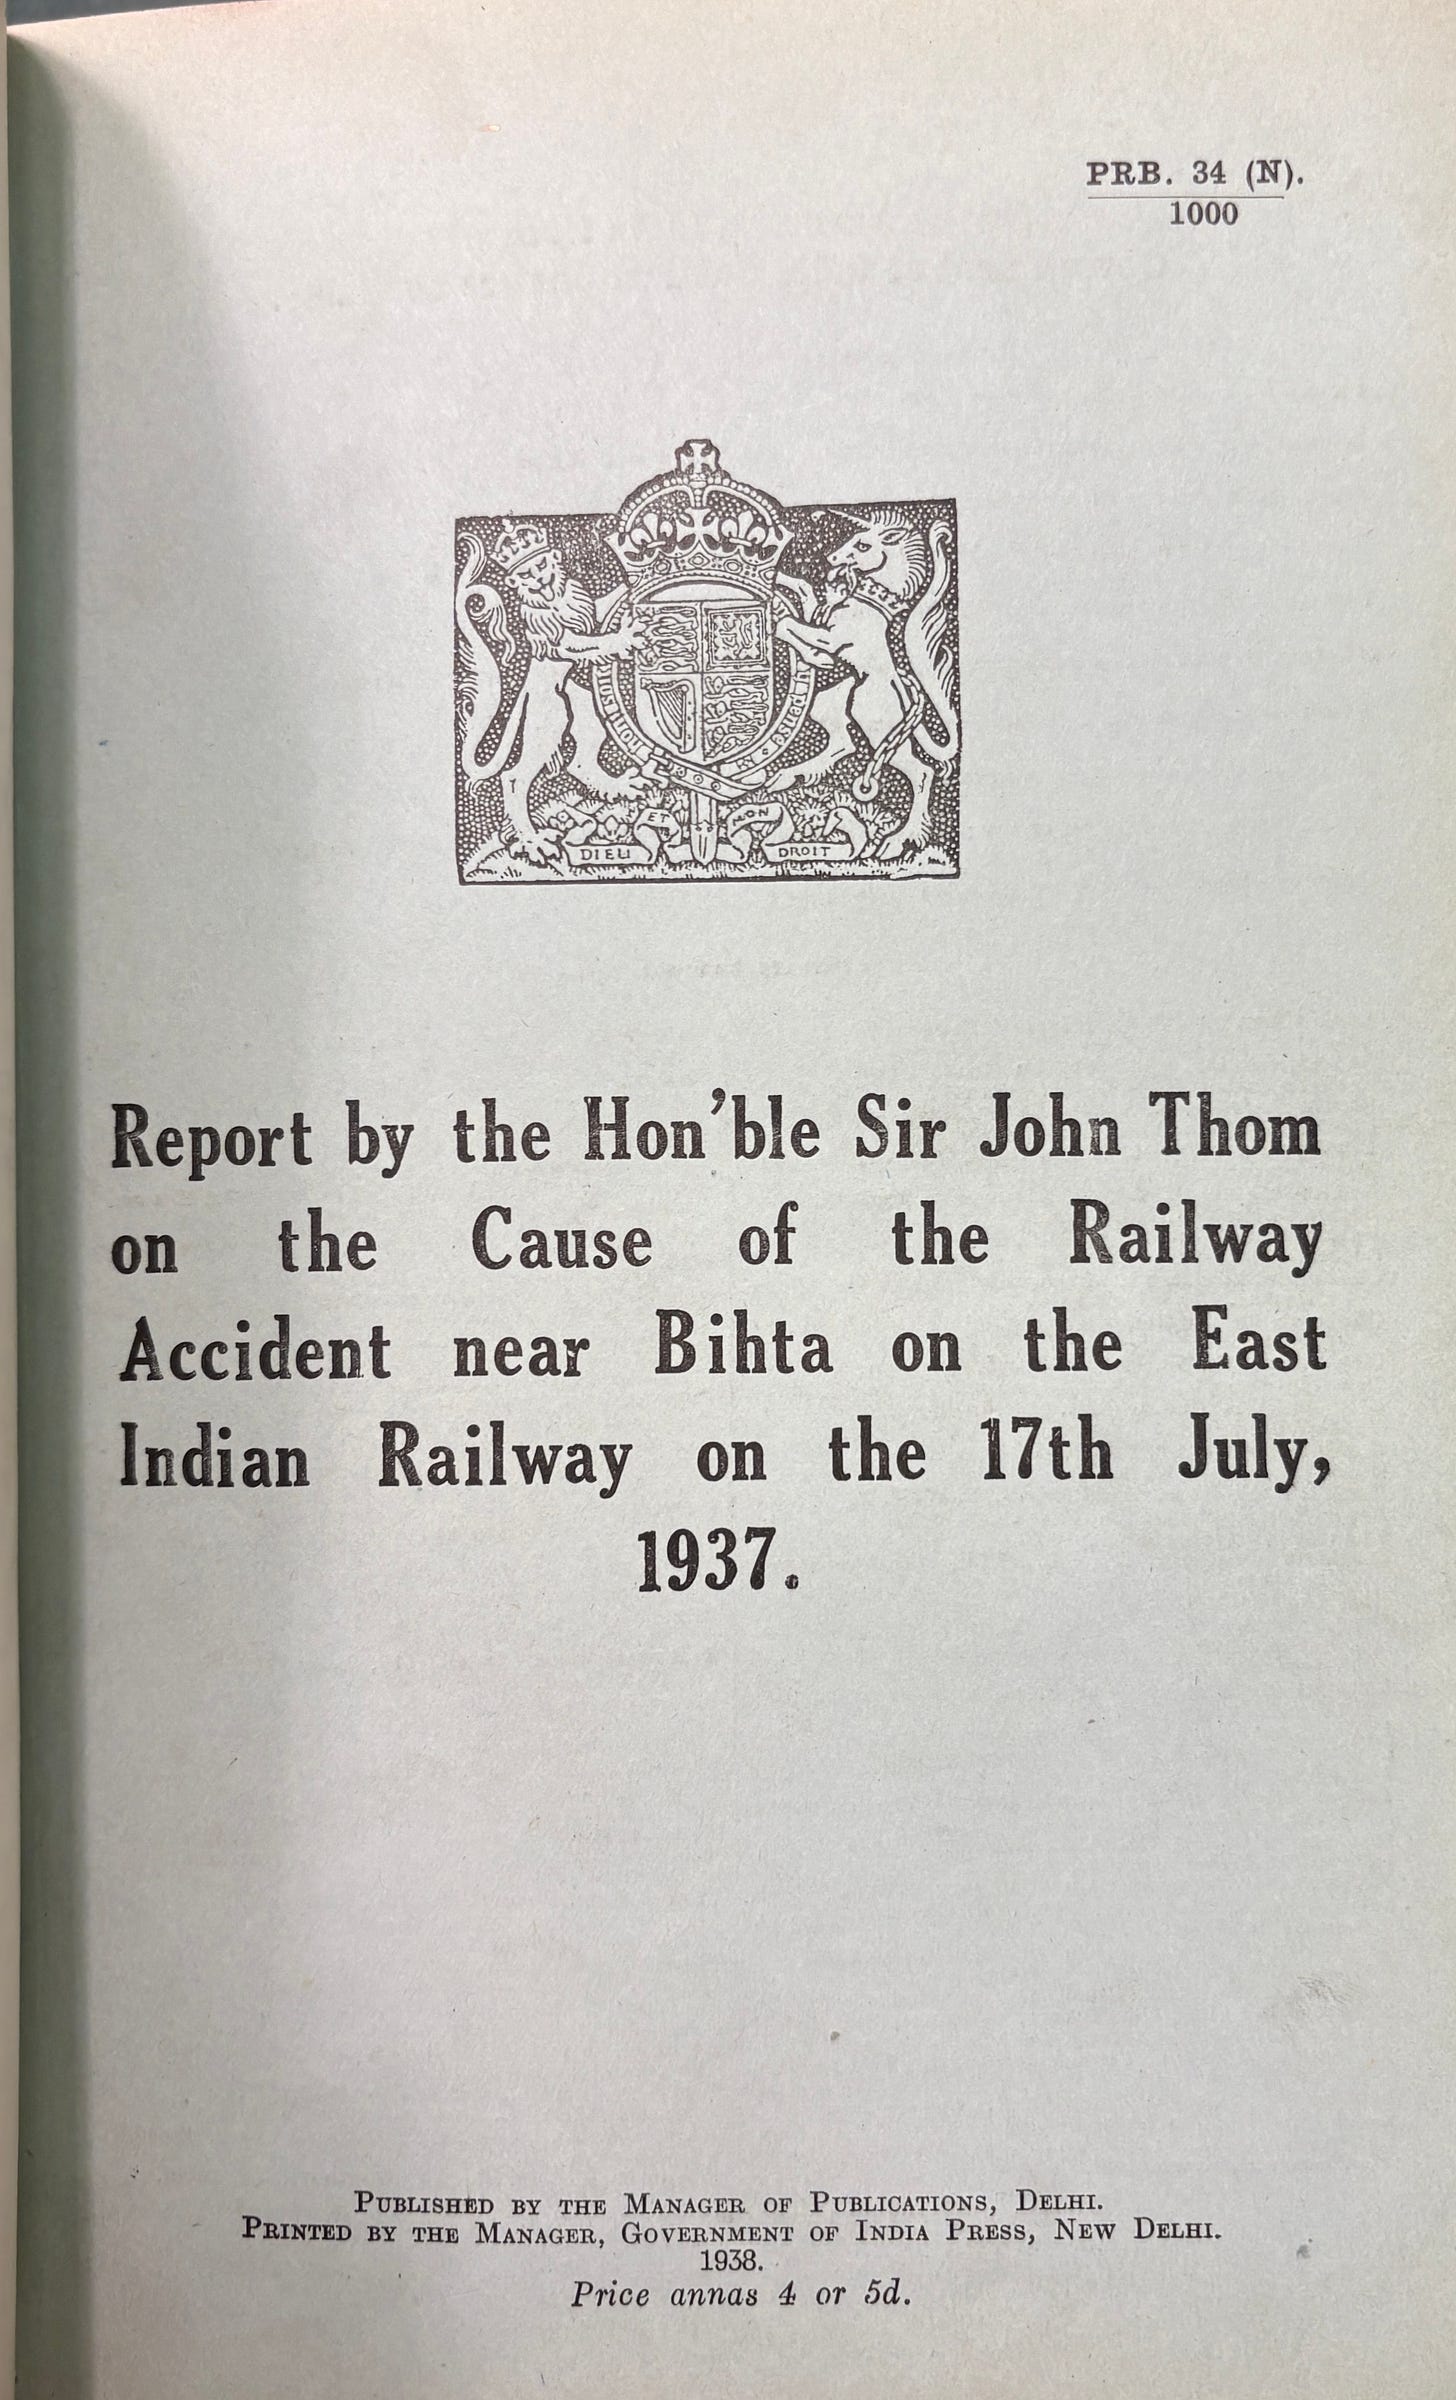 PRB. 34 (N).
1000
DIEU
ET
MON
DROIT
Report by the Hon'ble Sir John Thom
on the Cause of the Railway
Accident near Bihta on the East
Indian Railway on the 17th July,
1937.
PUBLISHED BY THE MANAGER OF PUBLICATIONS, DELHI.
PRINTED BY THE MANAGER, GOVERNMENT OF INDIA PRESS, NEW DELHI.
1938.
Price annas 4 or 5d.